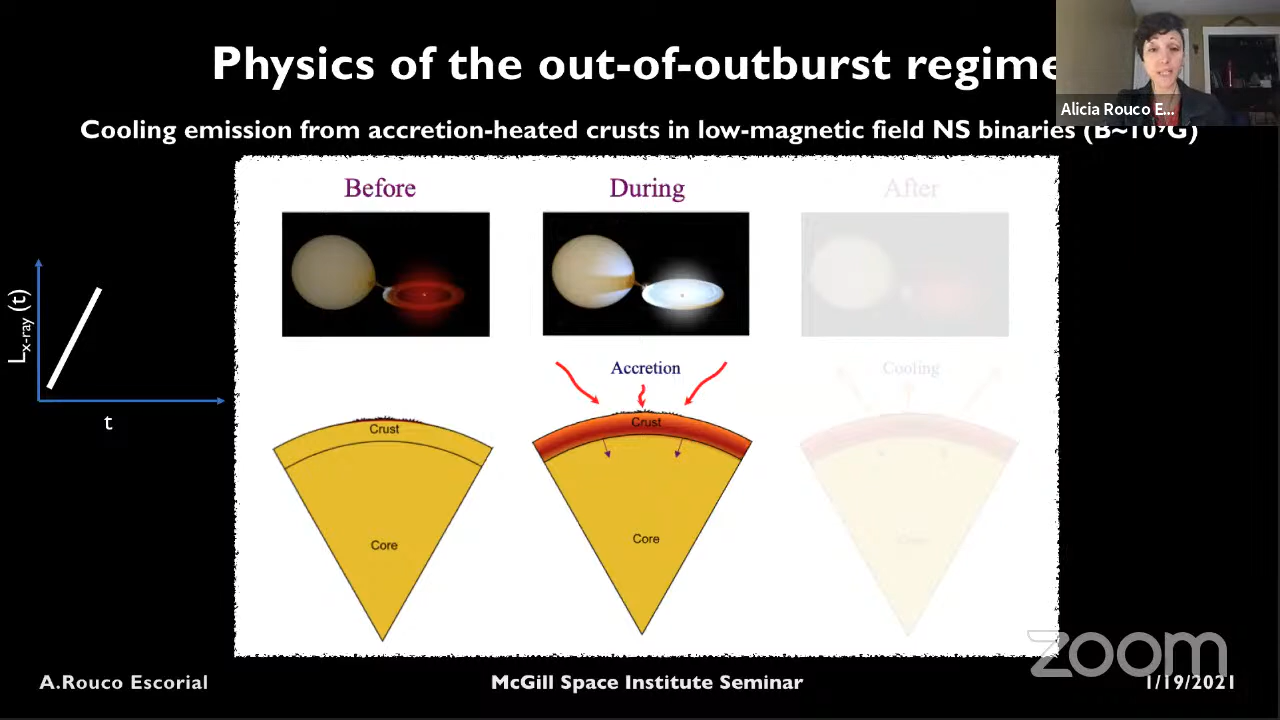 Physics of the out-of-outburst regime
Alicia Rouco E...
Cooling emission from accretion-heated crusts in low-magnetic field NS binaries (B~10⁹G)
Before
During
After
Lx-ray (t)
t
Accretion
Cooling
Crust
Crust
Core
Core
zoom
A.Rouco Escorial
McGill Space Institute Seminar
1/19/2021